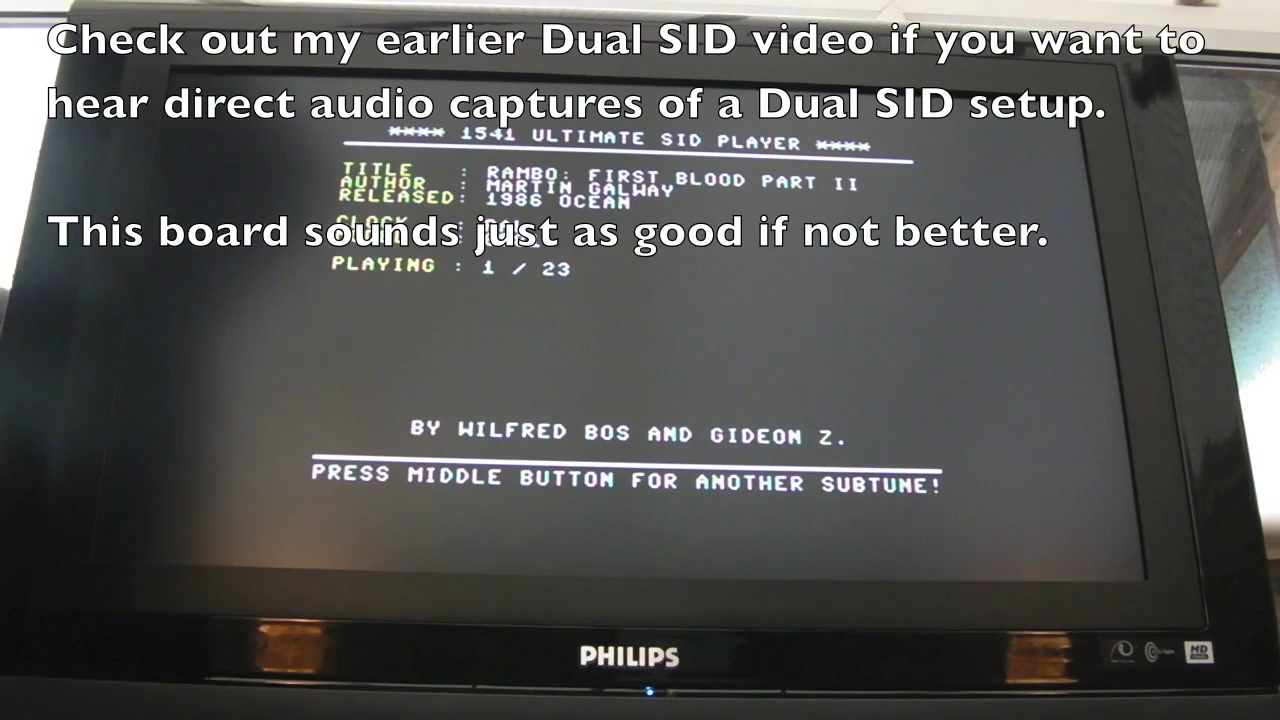 Check out my earlier Dual SID video if you want to
hear direct audio captures of a Dual SID setup.
**** 1541 ULTIMATE SID PLAYER ****
TITLE : RAMBO: FIRST BLOOD PART II
AUTHOR : MARTIN GALWAY
RELEASED: 1986 OCEAN
This board sounds just as good if not better.
CLOCK :
PLAYING : 1 / 23
BY WILFRED BOS AND GIDEON Z.
PRESS MIDDLE BUTTON FOR ANOTHER SUBTUNE!
PHILIPS
HD